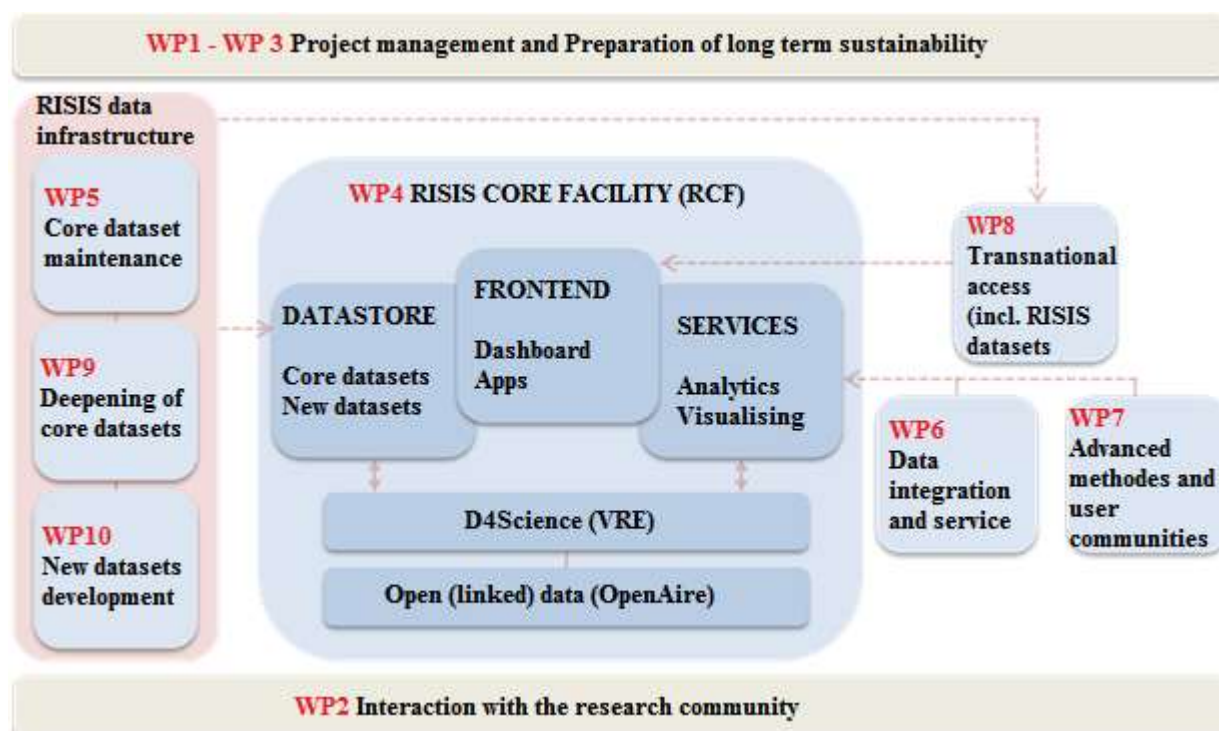 WP1 - WP 3 Project management and Preparation of long term sustainability
RISIS data
infrastructure
WP5
Core dataset
maintenance
WP9
Deepening of
core datasets
WP10
New datasets
development
WP4 RISIS CORE FACILITY (RCF)
DATASTORE
Core datasets
New datasets
FRONTEND
Dashboard
Apps
SERVICES
Analytics
Visualising
D4Science (VRE)
Open (linked) data (OpenAire)
WP8
Transnational
access
(incl. RISIS
datasets
WP6
Data
integration
and service
WP7
Advanced
methodes and
user
communities
WP2 Interaction with the research community